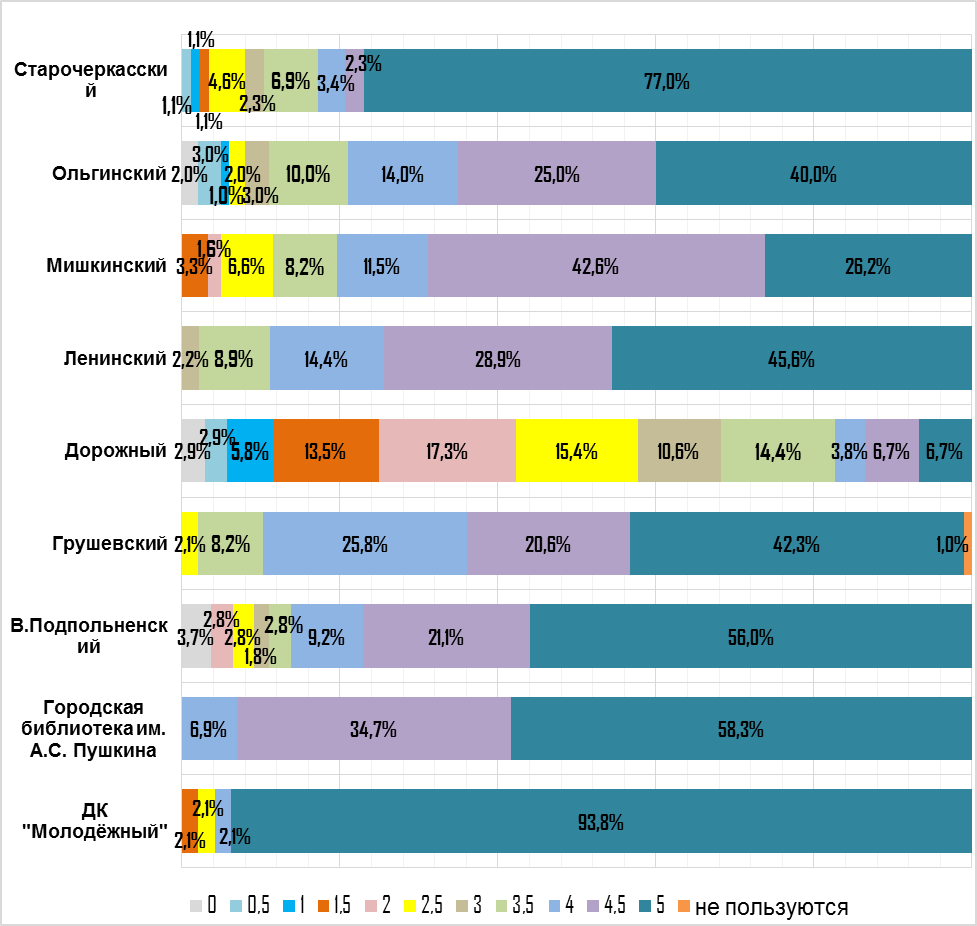 1,1%
Старочеркасски
й
1,1% 1,1% 4,6% 2,3% 6,9% 3,4% 2,3% 77,0%
Ольгинский
2,0% 3,0% 1,0% 2,0% 3,0% 10,0% 14,0% 25,0% 40,0%
Мишкинский
3,3% 1,6% 6,6% 8,2% 11,5% 42,6% 26,2%
Ленинский
2,2% 8,9% 14,4% 28,9% 45,6%
Дорожный
2,9% 2,9% 5,8% 13,5% 17,3% 15,4% 10,6% 14,4% 3,8% 6,7% 6,7%
Грушевский
2,1% 8,2% 25,8% 20,6% 42,3% 1,0%
В.Подпольненск
ий
3,7% 2,8% 2,8% 1,8% 2,8% 9,2% 21,1% 56,0%
Городская
библиотека им.
А.С. Пушкина
6,9% 34,7% 58,3%
ДК
"Молодёжный"
2,1% 2,1% 2,1% 93,8%
0 0,5 1 1,5 2 2,5 3 3,5 4 4,5 5 не пользуются